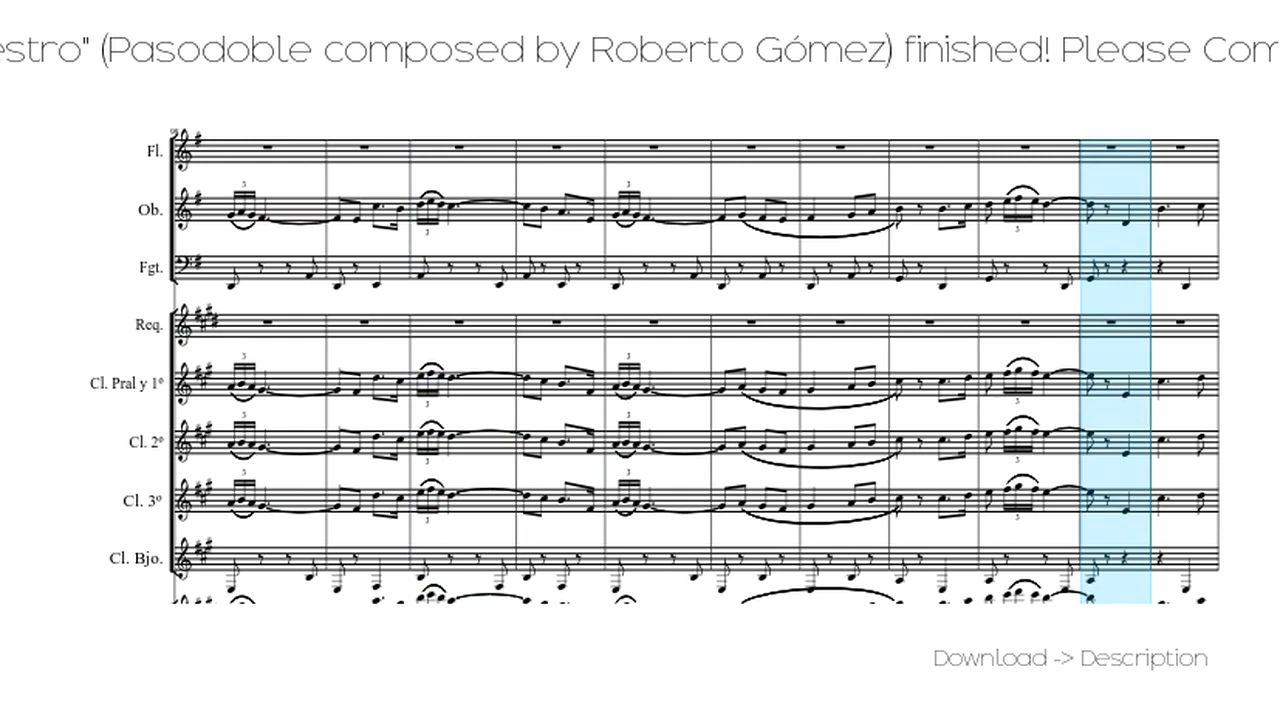 estro" (Pasodoble composed by Roberto Gómez) finished! Please Com
Fl.
Ob.
Fgt.
Req.
Cl. Pral y 1º
Cl. 2º
Cl. 3º
Cl. Bjo.
Download -> Description